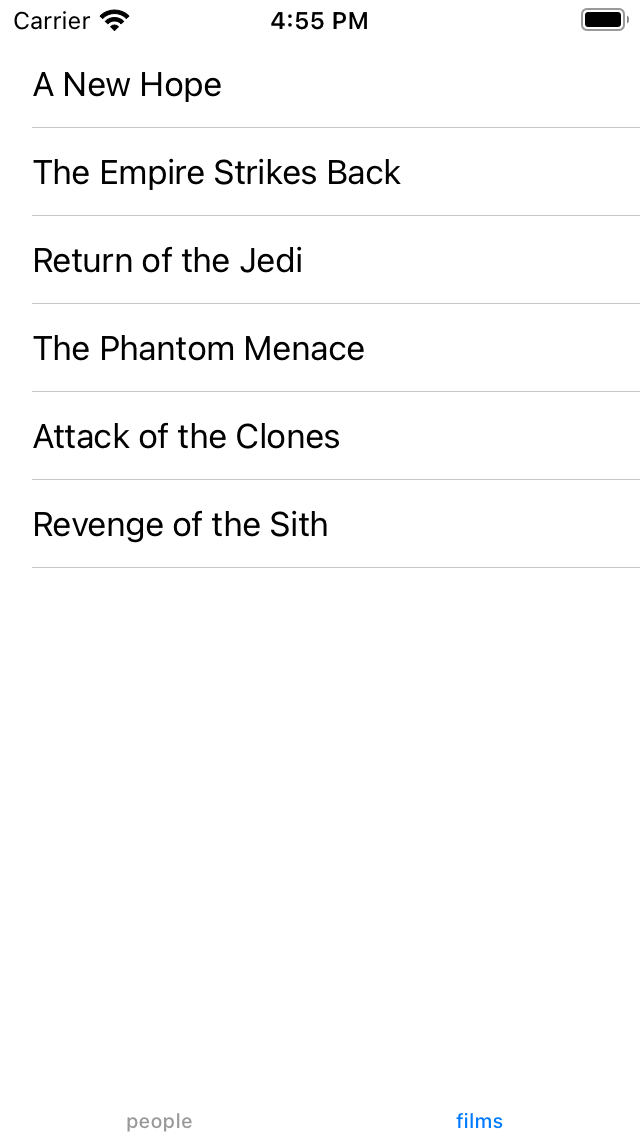 Carrier 4:55 PM
A New Hope
The Empire Strikes Back
Return of the Jedi
The Phantom Menace
Attack of the Clones
Revenge of the Sith
people films